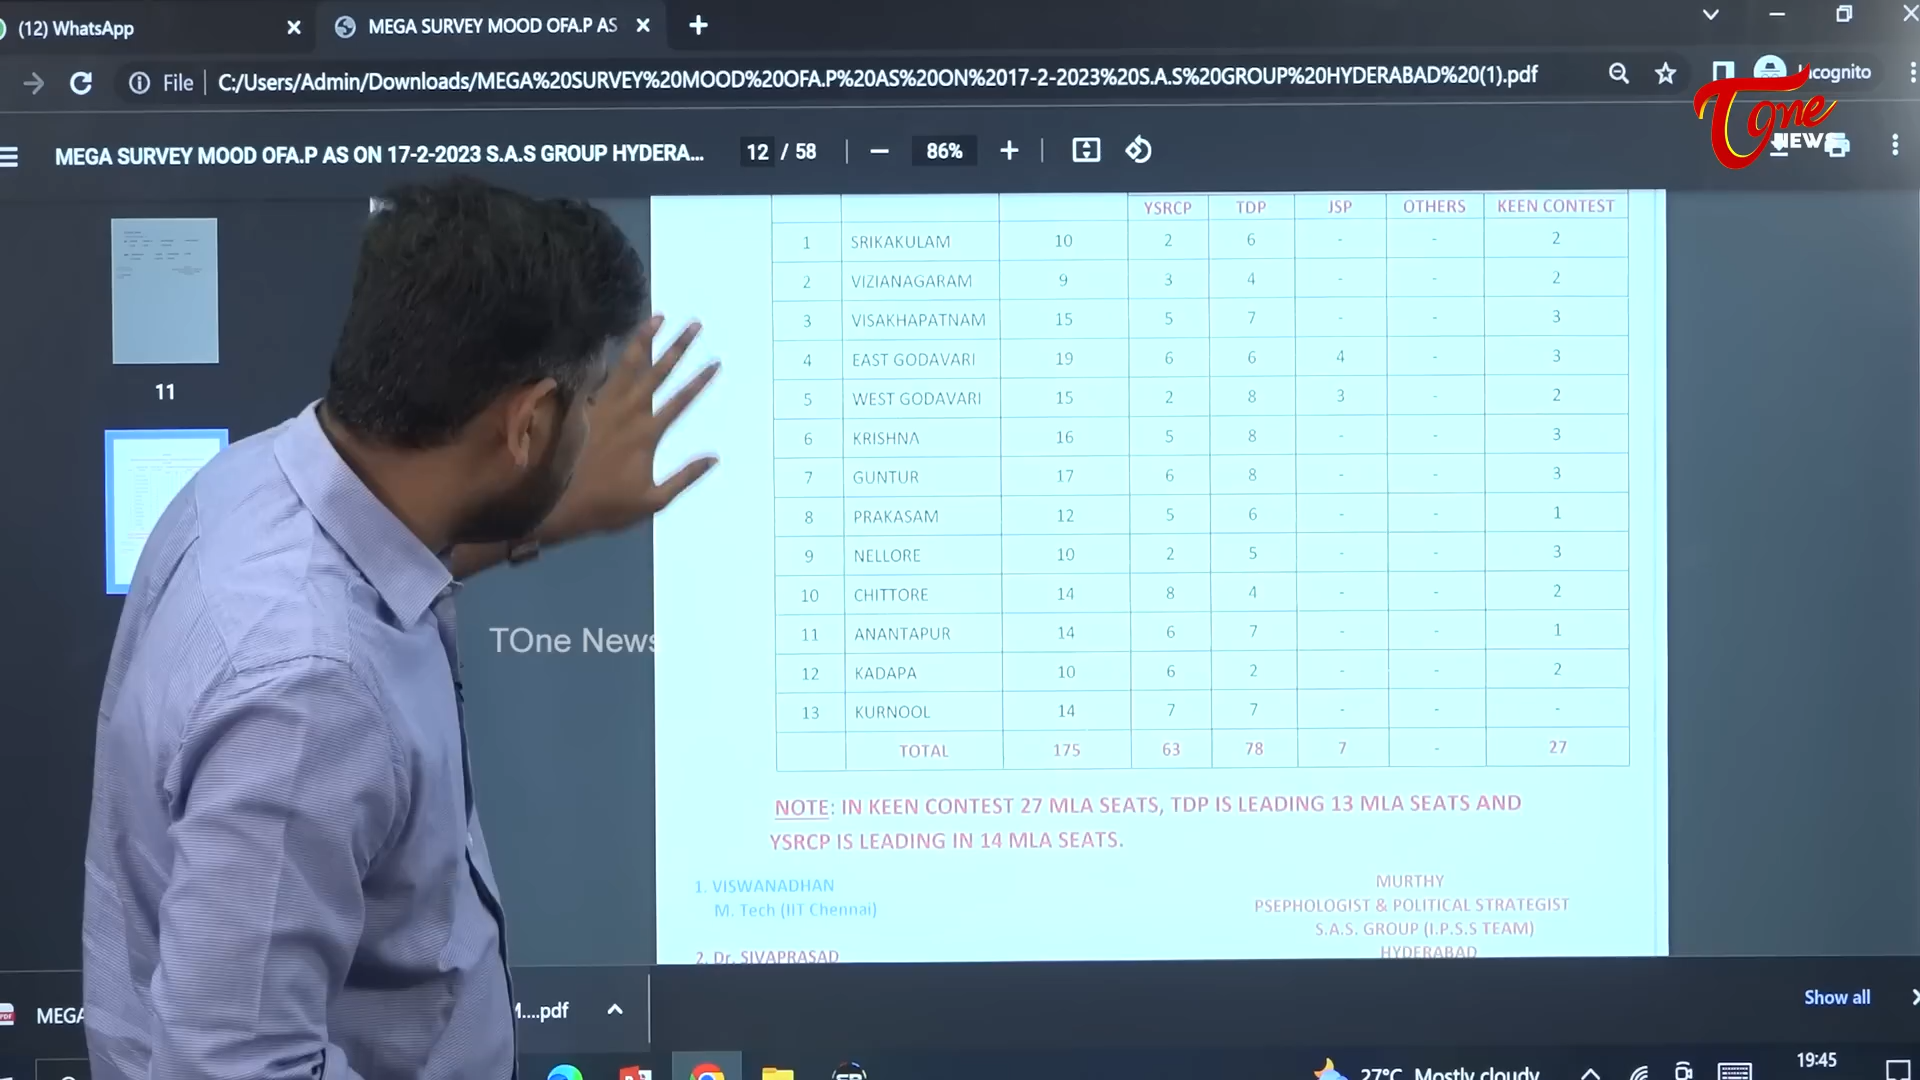 (12) WhatsApp
MEGA SURVEY MOOD OFA.P AS
File C:/Users/Admin/Downloads/MEGA%20SURVEY%20MOOD%20OFA.P%20AS%20ON%2017-2-2023%20S.A.S%20GROUP%20HYDERABAD%20(1).pdf Incognito
TOne NEWS
MEGA SURVEY MOOD OFA.P AS ON 17-2-2023 S.A.S GROUP HYDERA... 12 / 58 86%
YSRCP TDP JSP OTHERS KEEN CONTEST
1 SRIKAKULAM 10 2 6 - - 2
2 VIZIANAGARAM 9 3 4 - - 2
3 VISAKHAPATNAM 15 5 7 - - 3
4 EAST GODAVARI 19 6 6 4 - 3
5 WEST GODAVARI 15 2 8 3 - 2
6 KRISHNA 16 5 8 - - 3
7 GUNTUR 17 6 8 - - 3
8 PRAKASAM 12 5 6 - - 1
9 NELLORE 10 2 5 - - 3
10 CHITTORE 14 8 4 - - 2
11 ANANTAPUR 14 6 7 - - 1
12 KADAPA 10 6 2 - - 2
13 KURNOOL 14 7 7 - - -
TOTAL 175 63 78 7 - 27
NOTE: IN KEEN CONTEST 27 MLA SEATS, TDP IS LEADING 13 MLA SEATS AND
YSRCP IS LEADING IN 14 MLA SEATS.
1. VISWANADHAN
M. Tech (IIT Chennai)
2. Dr. SIVAPRASAD
MURTHY
PSEPHOLOGIST & POLITICAL STRATEGIST
S.A.S. GROUP (I.P.S.S TEAM)
HYDERABAD
11
TOne News
MEGA
....pdf
Show all
27°C Mostly cloudy
19:45